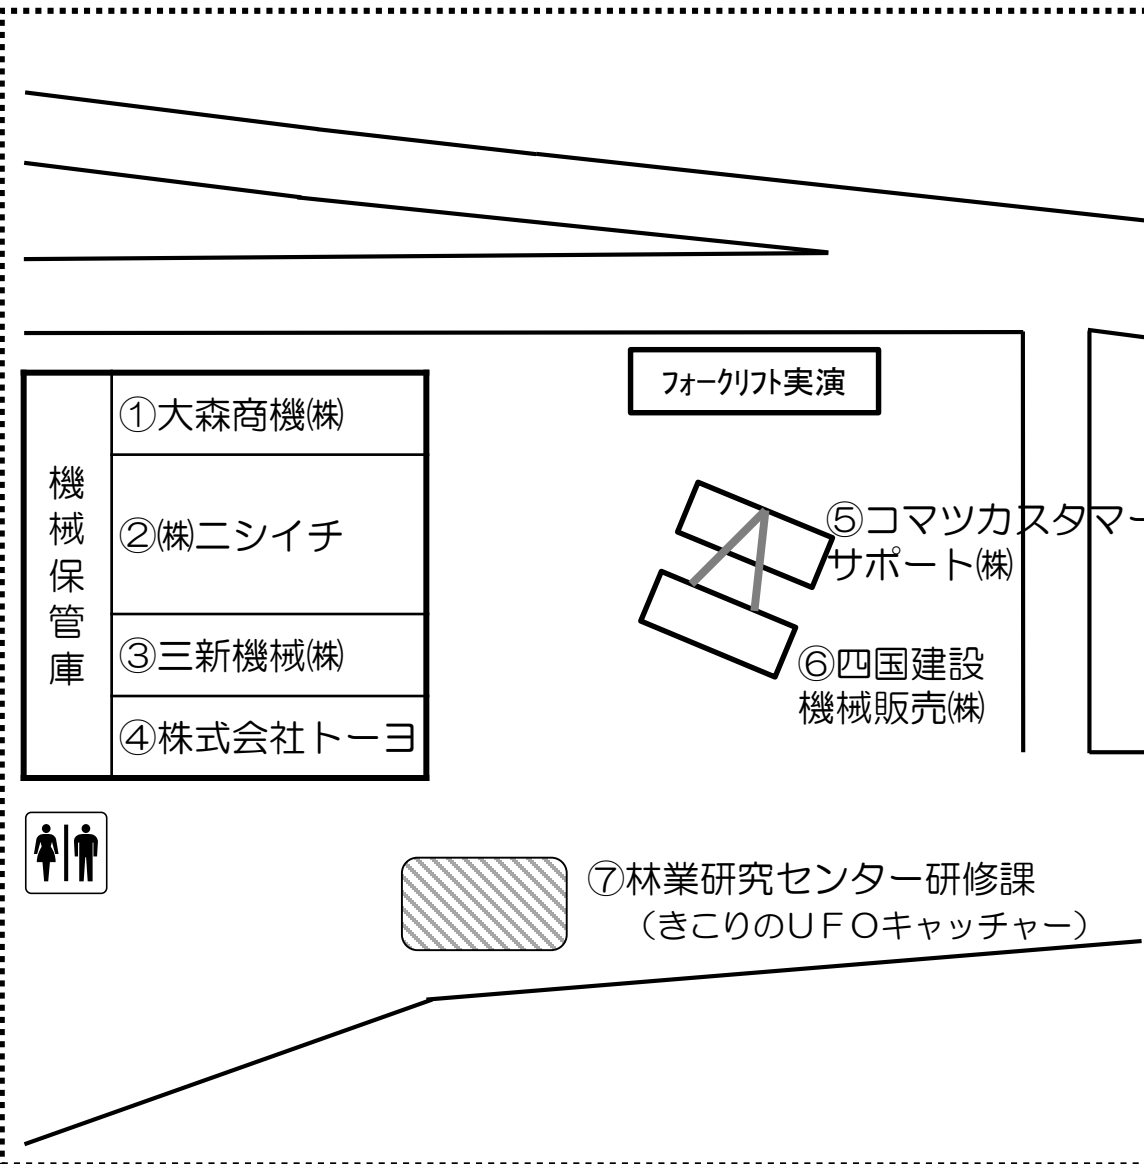 フォークリフト実演
機械保管庫
①大森商機㈱
②㈱ニシイチ
③三新機械㈱
④株式会社トーヨ
⑤コマツカスタマー
サポート㈱
⑥四国建設
機械販売㈱
⑦林業研究センター研修課
（きこりのＵＦＯキャッチャー）